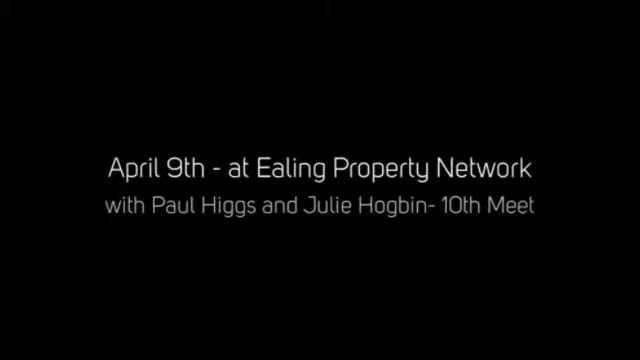 April 9th - at Ealing Property Network
with Paul Higgs and Julie Hogbin- 10th Meet